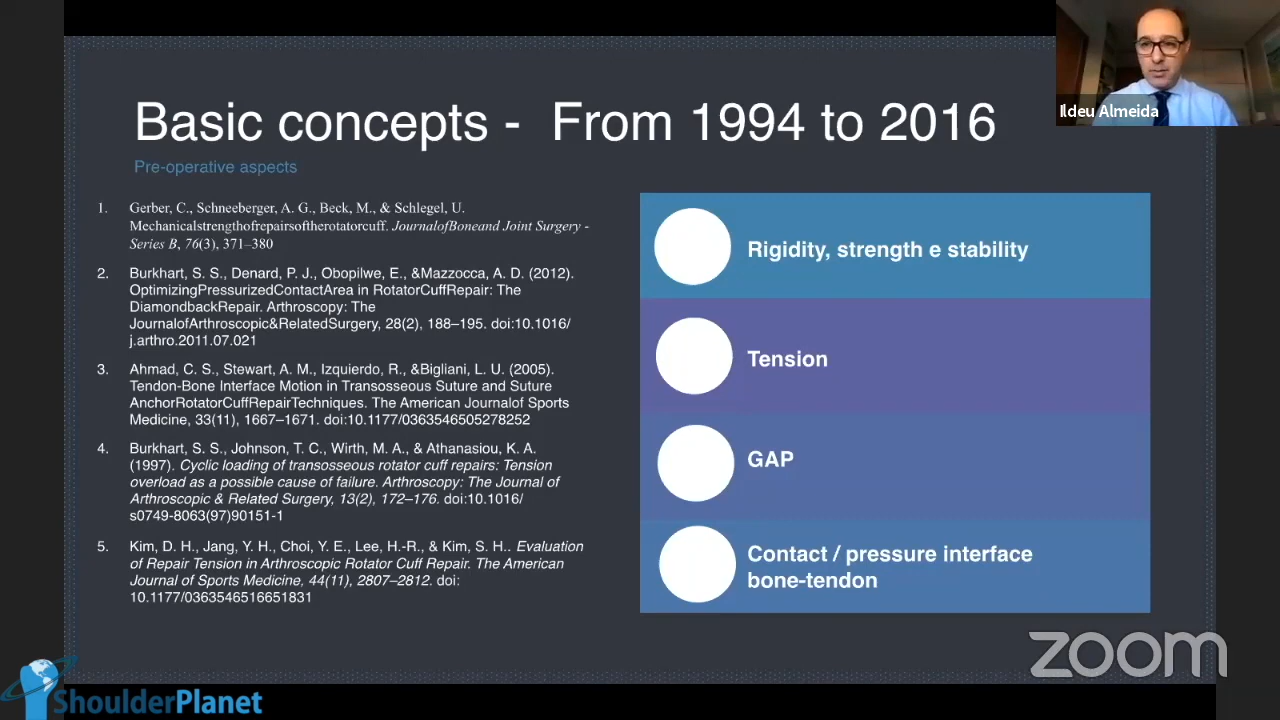 Ildeu Almeida
Basic concepts - From 1994 to 2016
Pre-operative aspects
1. Gerber, C., Schneeberger, A. G., Beck, M., & Schlegel, U.
Mechanicalstrengthofrepairsoftherotatorcuff. JournalofBoneand Joint Surgery -
Series B, 76(3), 371–380
2. Burkhart, S. S., Denard, P. J., Obopilwe, E., &Mazzocca, A. D. (2012).
OptimizingPressurizedContactArea in RotatorCuffRepair: The
DiamondbackRepair. Arthroscopy: The
JournalofArthroscopic&RelatedSurgery, 28(2), 188–195. doi:10.1016/
j.arthro.2011.07.021
3. Ahmad, C. S., Stewart, A. M., Izquierdo, R., &Bigliani, L. U. (2005).
Tendon-Bone Interface Motion in Transosseous Suture and Suture
AnchorRotatorCuffRepairTechniques. The American Journalof Sports
Medicine, 33(11), 1667–1671. doi:10.1177/0363546505278252
4. Burkhart, S. S., Johnson, T. C., Wirth, M. A., & Athanasiou, K. A.
(1997). Cyclic loading of transosseous rotator cuff repairs: Tension
overload as a possible cause of failure. Arthroscopy: The Journal of
Arthroscopic & Related Surgery, 13(2), 172–176. doi:10.1016/
s0749-8063(97)90151-1
5. Kim, D. H., Jang, Y. H., Choi, Y. E., Lee, H.-R., & Kim, S. H.. Evaluation
of Repair Tension in Arthroscopic Rotator Cuff Repair. The American
Journal of Sports Medicine, 44(11), 2807–2812. doi:
10.1177/0363546516651831
Rigidity, strength e stability
Tension
GAP
Contact / pressure interface
bone-tendon
zoom
ShoulderPlanet